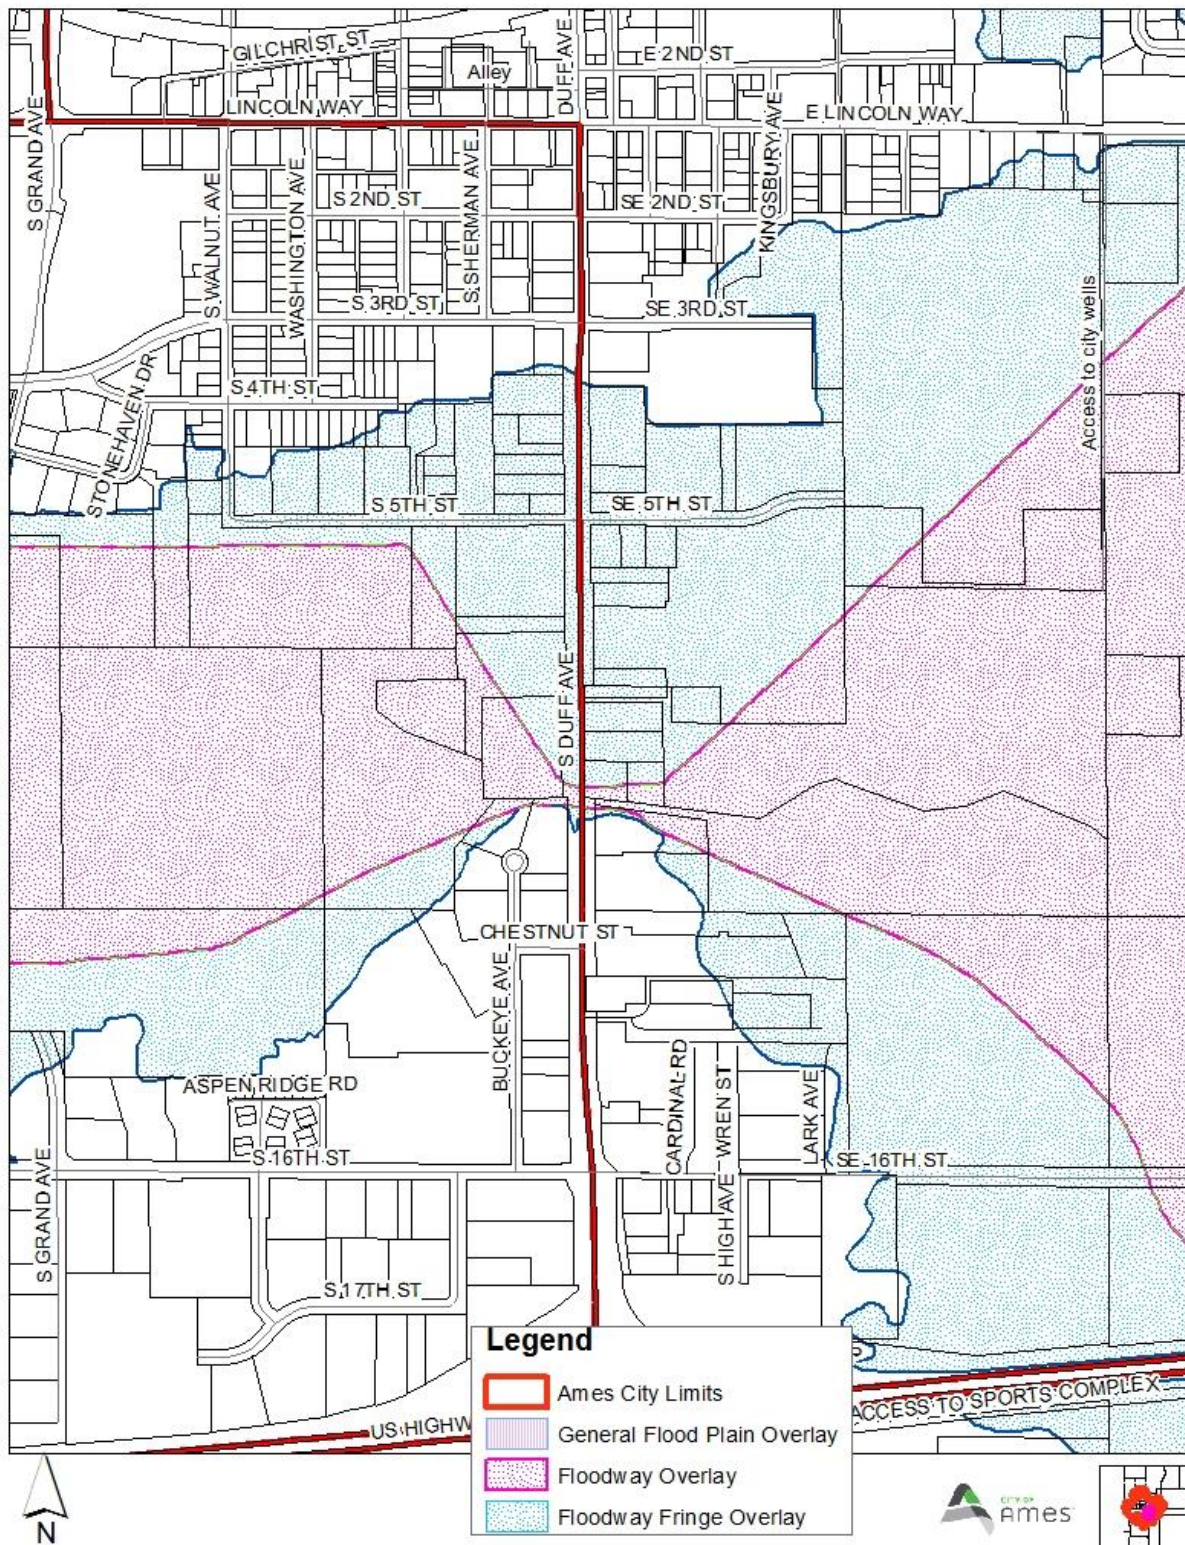 GILCHRIST ST
DUFF AVE
E 2ND ST
Alley
LINCOLN WAY
E LINCOLN WAY
S GRAND AVE
S WALNUT AVE
WASHINGTON AVE
S SHERMAN AVE
KINGSBURY AVE
S 2ND ST
SE 2ND ST
S 3RD ST
SE 3RD ST
Access to city wells
STONEHAVEN DR
S 4TH ST
S 5TH ST
SE 5TH ST
S DUFF AVE
CHESTNUT ST
BUCKEYE AVE
ASPEN RIDGE RD
CARDINAL RD
WREN ST
LARK AVE
S 16TH ST
SE 16TH ST
S GRAND AVE
S HIGH AVE
S 17TH ST
US HIGHW
ACCESS TO SPORTS COMPLEX
Legend
Ames City Limits
General Flood Plain Overlay
Floodway Overlay
Floodway Fringe Overlay
N
CITY OF
Ames